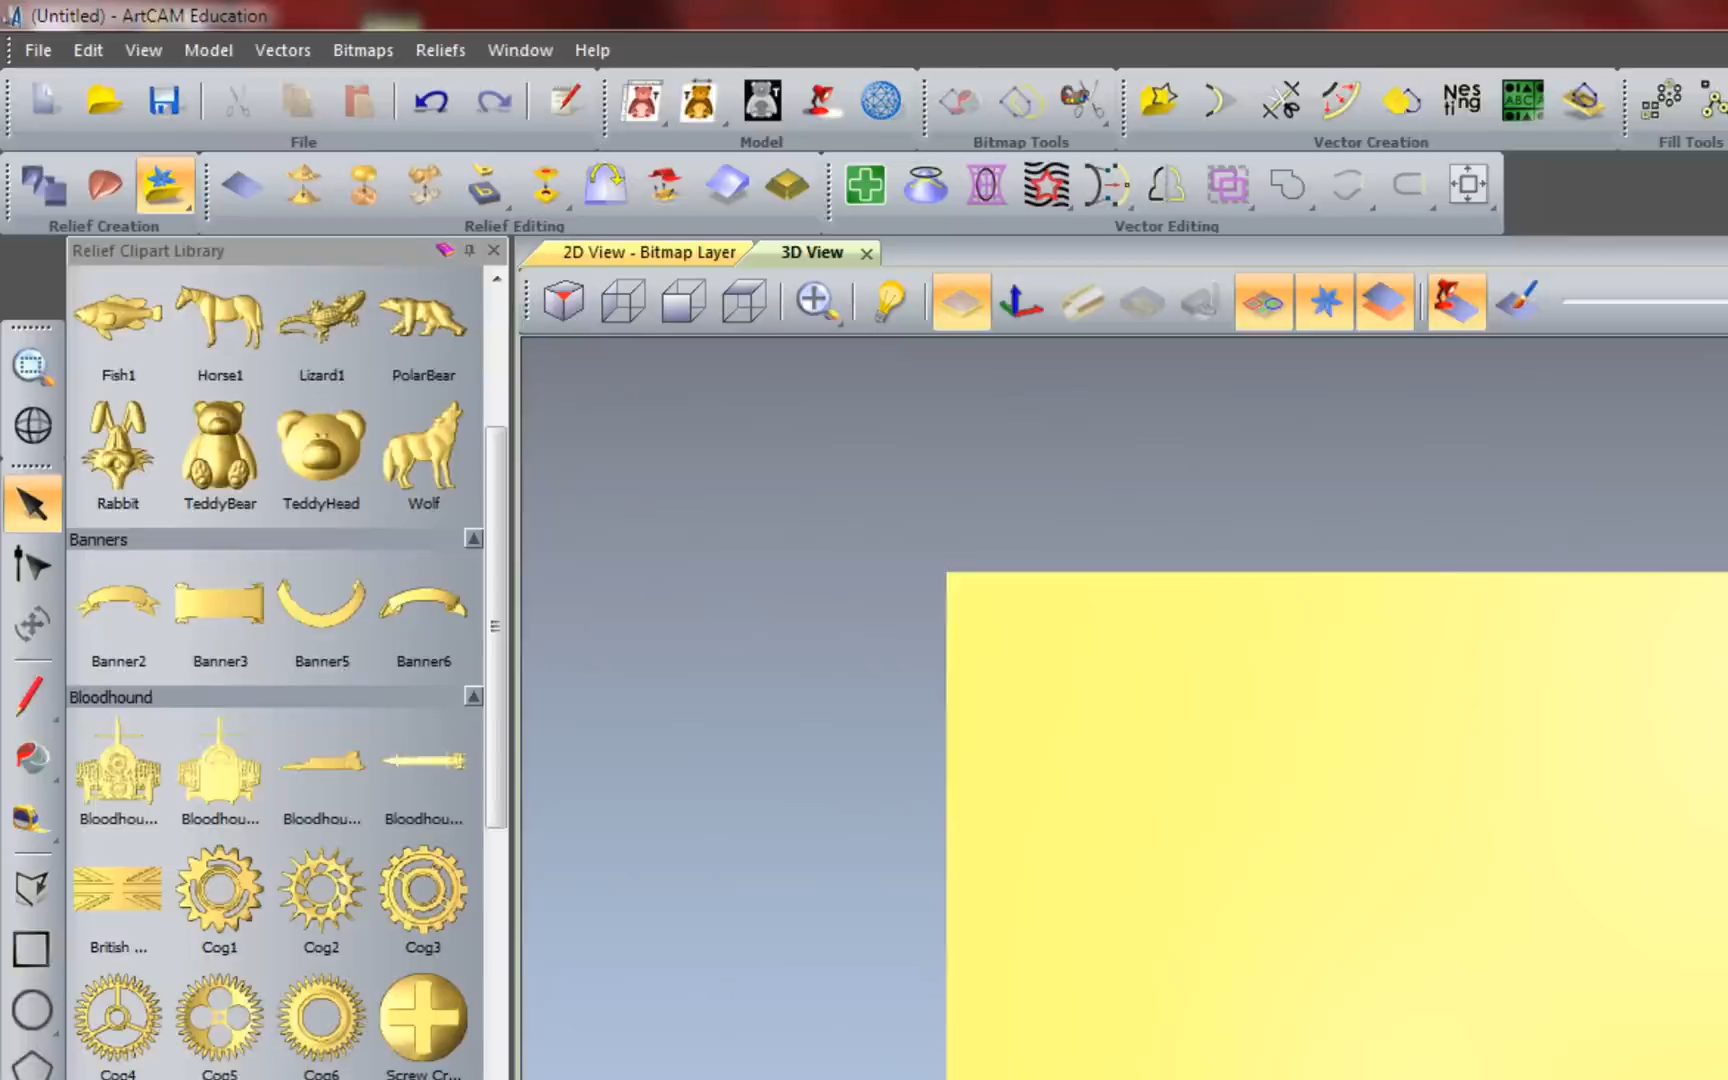 (Untitled) - ArtCAM Education
File Edit View Model Vectors Bitmaps Reliefs Window Help
Nes
ting
ABC
File Model Bitmap Tools Vector Creation Fill Tools
Relief Creation Relief Editing Vector Editing
Relief Clipart Library
2D View - Bitmap Layer 3D View
Fish1 Horse1 Lizard1 PolarBear
Rabbit TeddyBear TeddyHead Wolf
Banners
Banner2 Banner3 Banner5 Banner6
Bloodhound
Bloodhou... Bloodhou... Bloodhou... Bloodhou...
British ... Cog1 Cog2 Cog3
Cog4 Cog5 Cog6 Screw Cr...